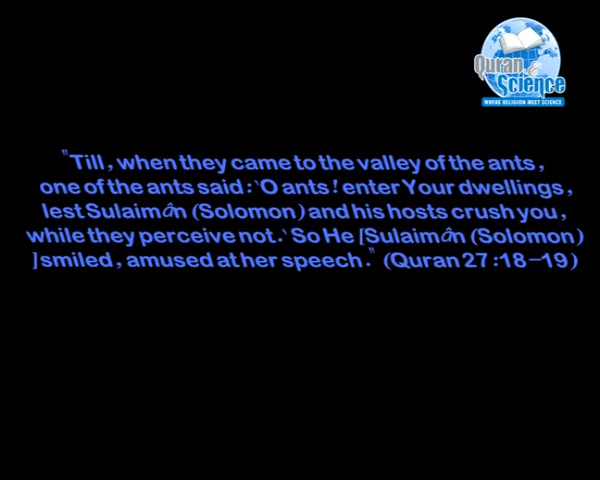 Quran &
Science
WHERE RELIGION MEET SCIENCE
"Till, when they came to the valley of the ants,
one of the ants said: `O ants! enter Your dwellings,
lest Sulaimân (Solomon) and his hosts crush you,
while they perceive not.` So He [Sulaimân (Solomon)
]smiled, amused at her speech." (Quran 27:18-19)